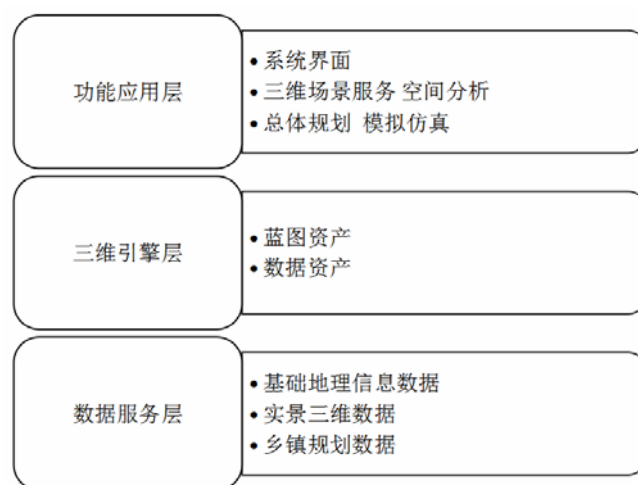 功能应用层
• 系统界面
• 三维场景服务 空间分析
• 总体规划 模拟仿真
三维引擎层
• 蓝图资产
• 数据资产
数据服务层
• 基础地理信息数据
• 实景三维数据
• 乡镇规划数据